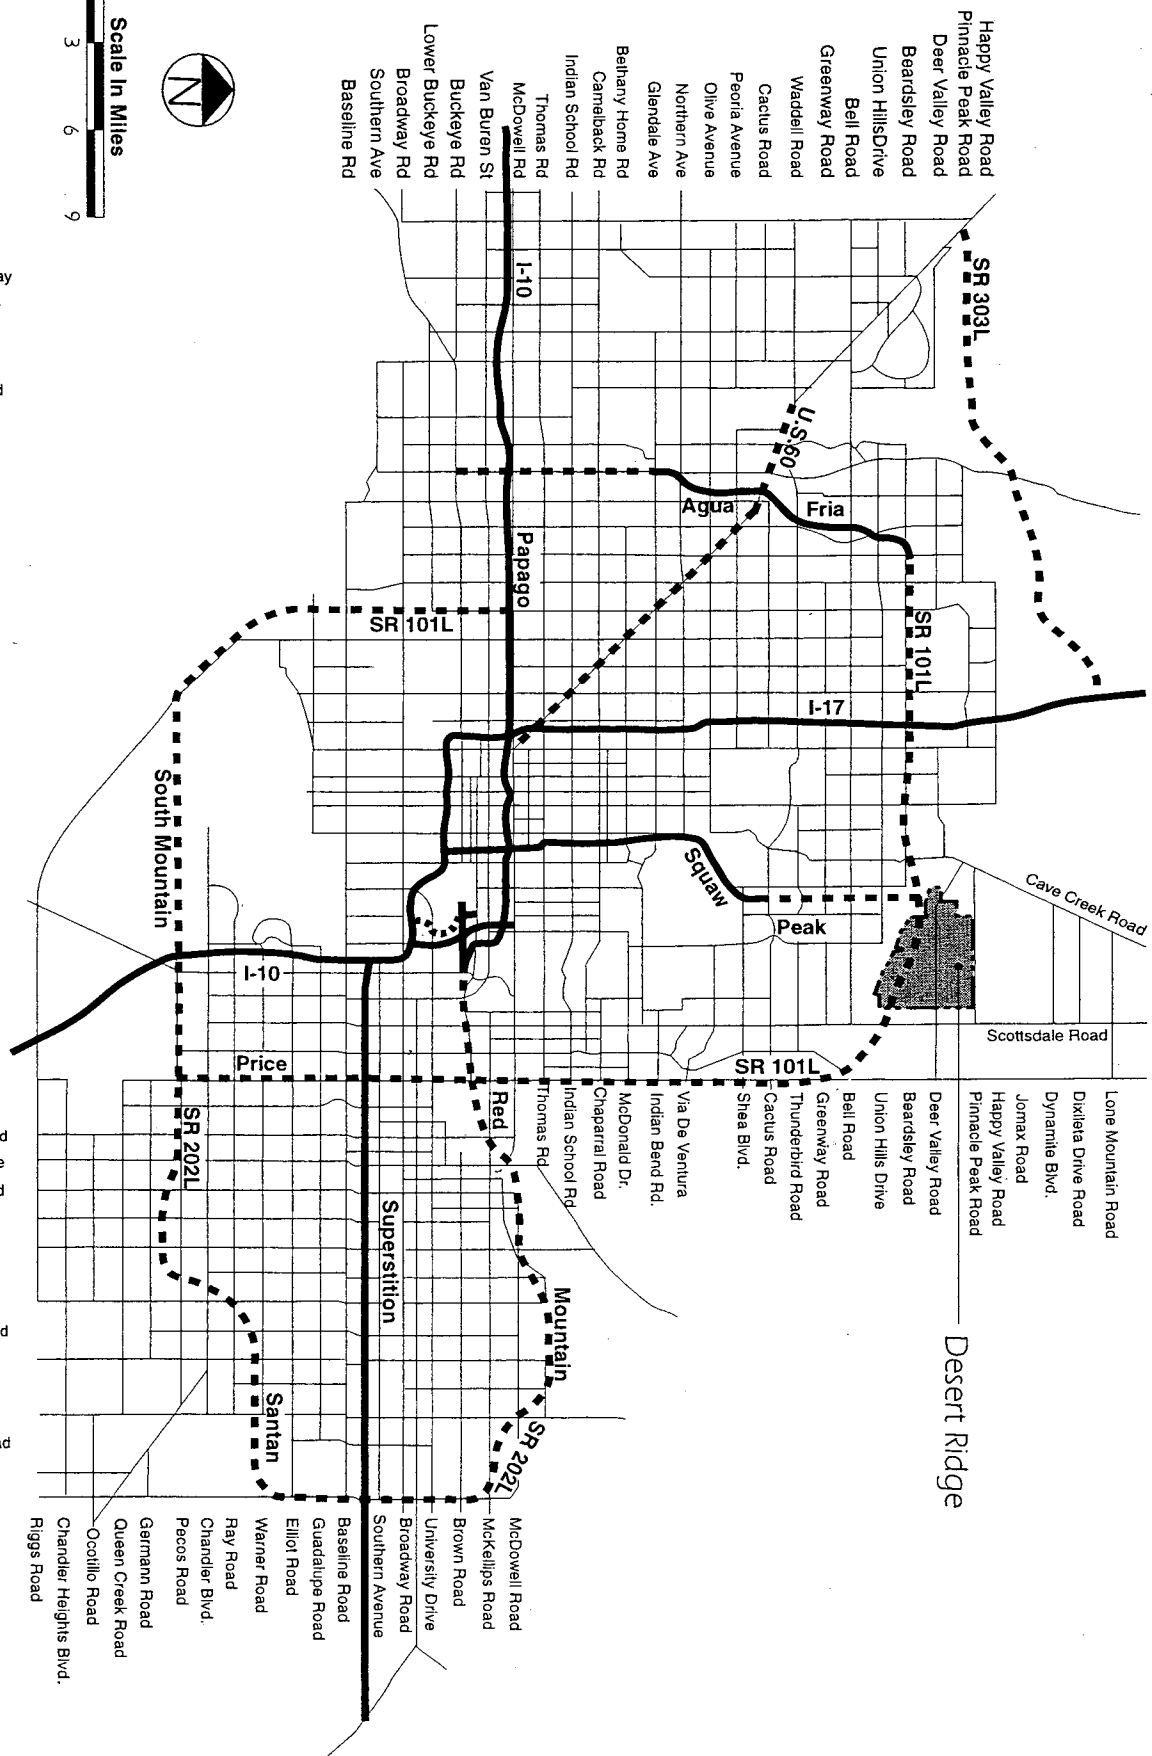 Happy Valley Road
Pinnacle Peak Road
Deer Valley Road
Beardsley Road
Union HillsDrive
Bell Road
Greenway Road
Waddell Road
Cactus Road
Peoria Avenue
Olive Avenue
Northern Ave
Glendale Ave
Bethany Home Rd
Camelback Rd
Indian School Rd
Thomas Rd
McDowell Rd
Van Buren St
Buckeye Rd
Lower Buckeye Rd
Broadway Rd
Southern Ave
Baseline Rd
N
Scale In Miles
3
6
9
SR 303L
I-10
U.S. 60
Agua
Fria
Papago
SR 101L
SR 101L
I-17
South Mountain
Squaw
Peak
Cave Creek Road
I-10
Scottsdale Road
Price
SR 101L
SR 202L
Red
Mountain
SR 202L
Superstition
Santan
Lone Mountain Road
Dixileta Drive Road
Dynamite Blvd.
Jomax Road
Happy Valley Road
Pinnacle Peak Road
Deer Valley Road
Beardsley Road
Union Hills Drive
Bell Road
Greenway Road
Thunderbird Road
Cactus Road
Shea Blvd.
Via De Ventura
Indian Bend Rd.
McDonald Dr.
Chaparral Road
Indian School Rd
Thomas Rd
Desert Ridge
McDowell Road
McKellips Road
Brown Road
University Drive
Broadway Road
Southern Avenue
Baseline Road
Guadalupe Road
Elliot Road
Warner Road
Ray Road
Chandler Blvd.
Pecos Road
Germann Road
Queen Creek Road
Ocotillo Road
Chandler Heights Blvd.
Riggs Road